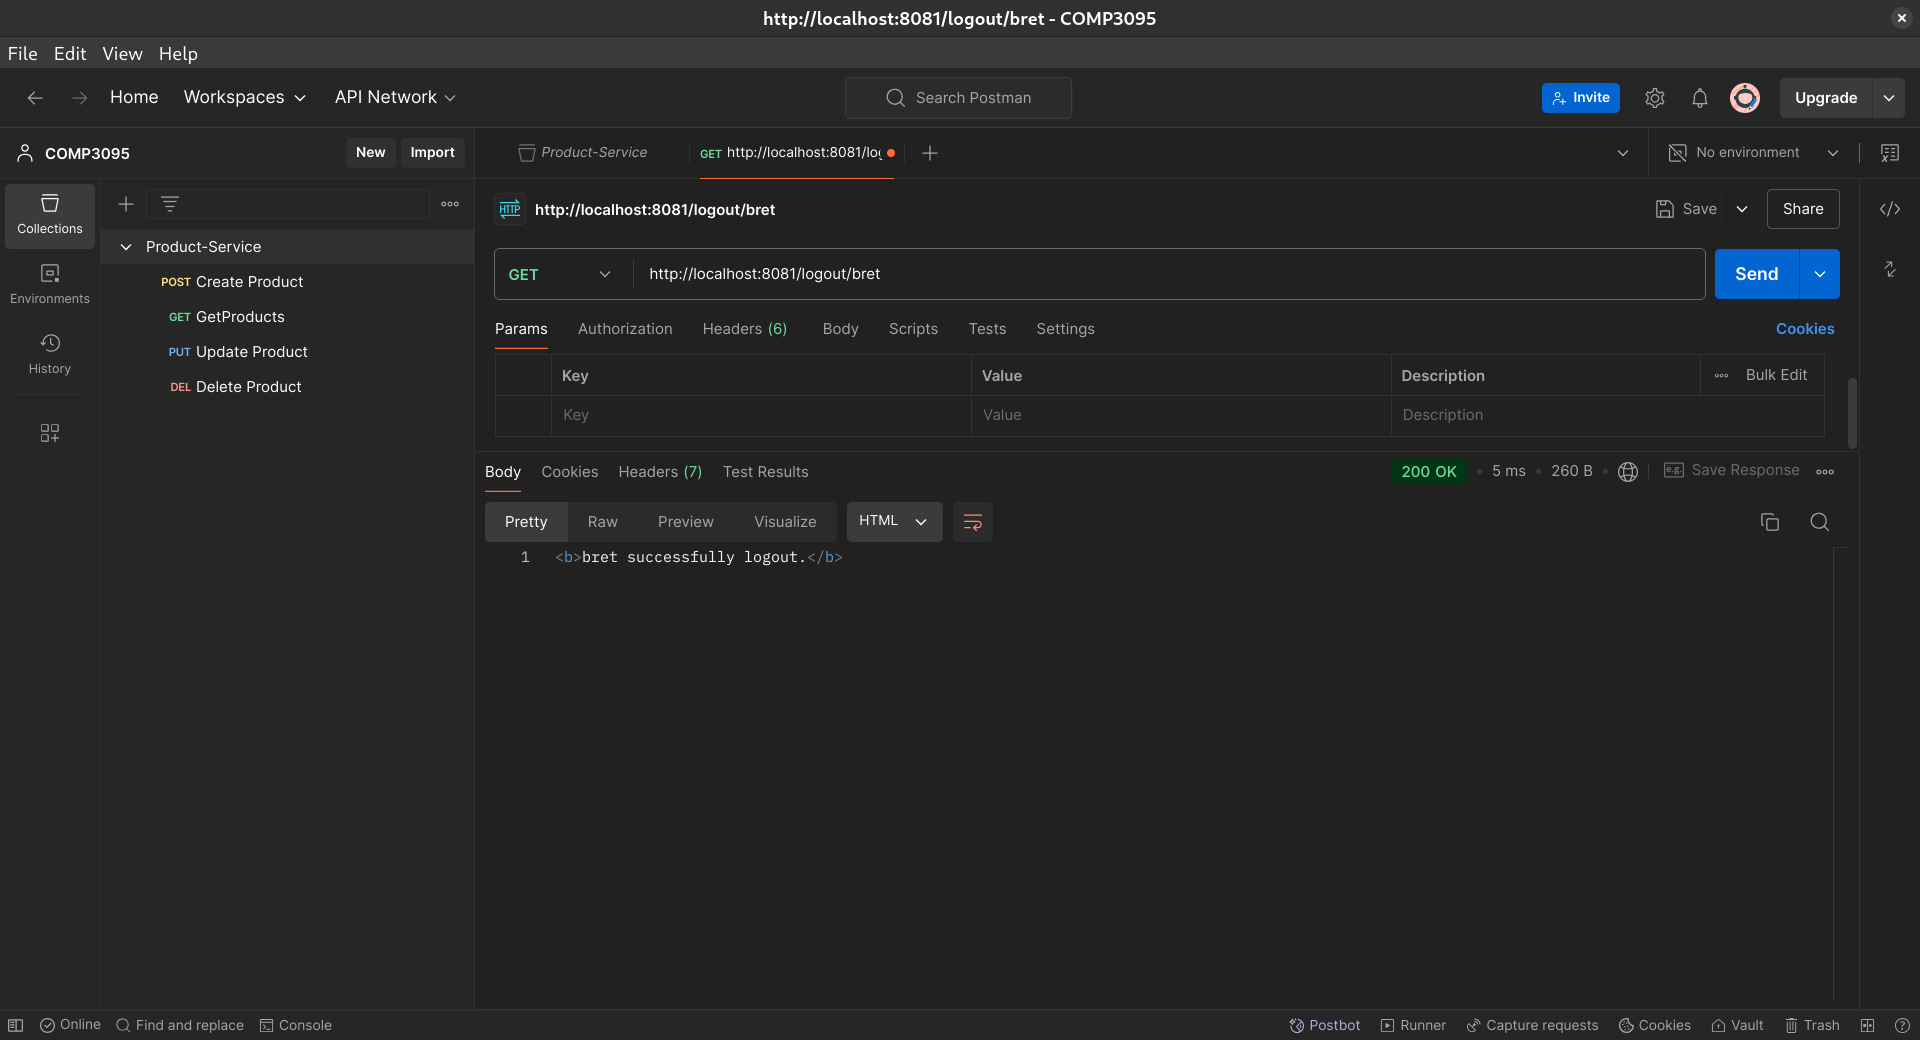 http://localhost:8081/logout/bret - COMP3095
File Edit View Help
Home Workspaces API Network Search Postman Invite Upgrade
COMP3095 New Import Product-Service GET http://localhost:8081/log No environment
Collections
Environments
History
Product-Service
POST Create Product
GET GetProducts
PUT Update Product
DEL Delete Product
HTTP http://localhost:8081/logout/bret Save Share
GET http://localhost:8081/logout/bret Send
Params Authorization Headers (6) Body Scripts Tests Settings Cookies
Key Value Description Bulk Edit
Key Value Description
Body Cookies Headers (7) Test Results 200 OK 5 ms 260 B e.g. Save Response
Pretty Raw Preview Visualize HTML
1 <b>bret successfully logout.</b>
Online Find and replace Console Postbot Runner Capture requests Cookies Vault Trash